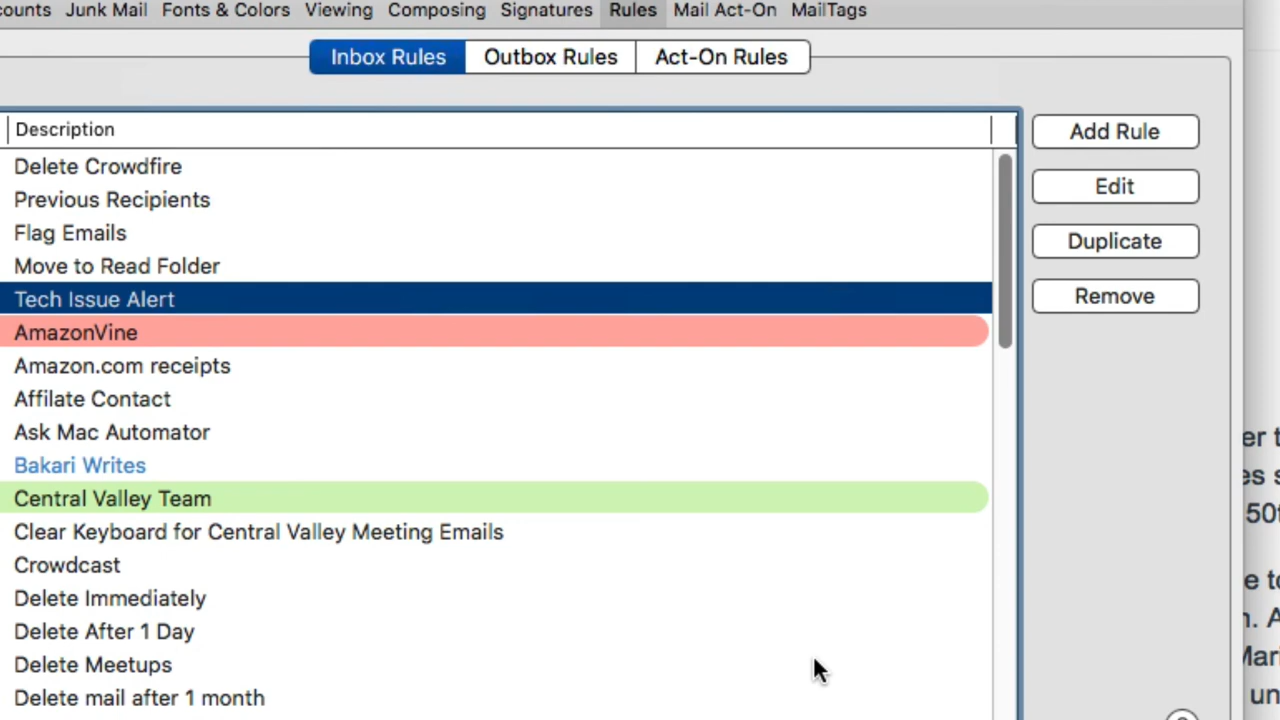 Junk Mail Fonts & Colors Viewing Composing Signatures Rules Mail Act-On MailTags
Inbox Rules Outbox Rules Act-On Rules
Description
Add Rule
Delete Crowdfire
Edit
Previous Recipients
Flag Emails
Duplicate
Move to Read Folder
Tech Issue Alert
Remove
AmazonVine
Amazon.com receipts
Affilate Contact
Ask Mac Automator
Bakari Writes
Central Valley Team
Clear Keyboard for Central Valley Meeting Emails
Crowdcast
Delete Immediately
Delete After 1 Day
Delete Meetups
Delete mail after 1 month